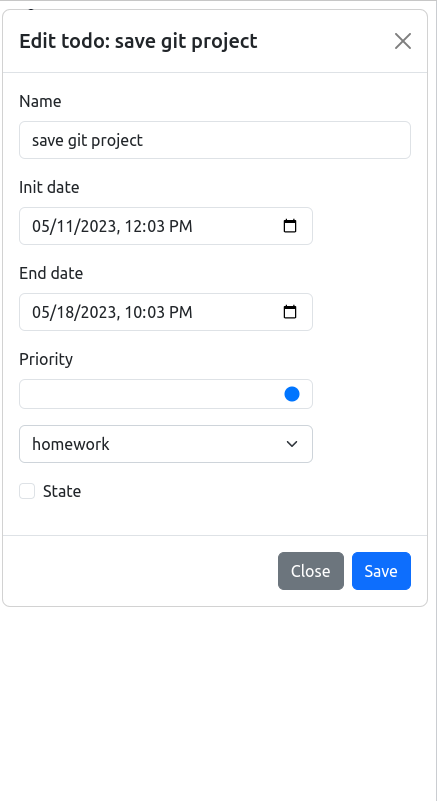 Edit todo: save git project
Name
save git project
Init date
05/11/2023, 12:03 PM
End date
05/18/2023, 10:03 PM
Priority
homework
State
Close
Save